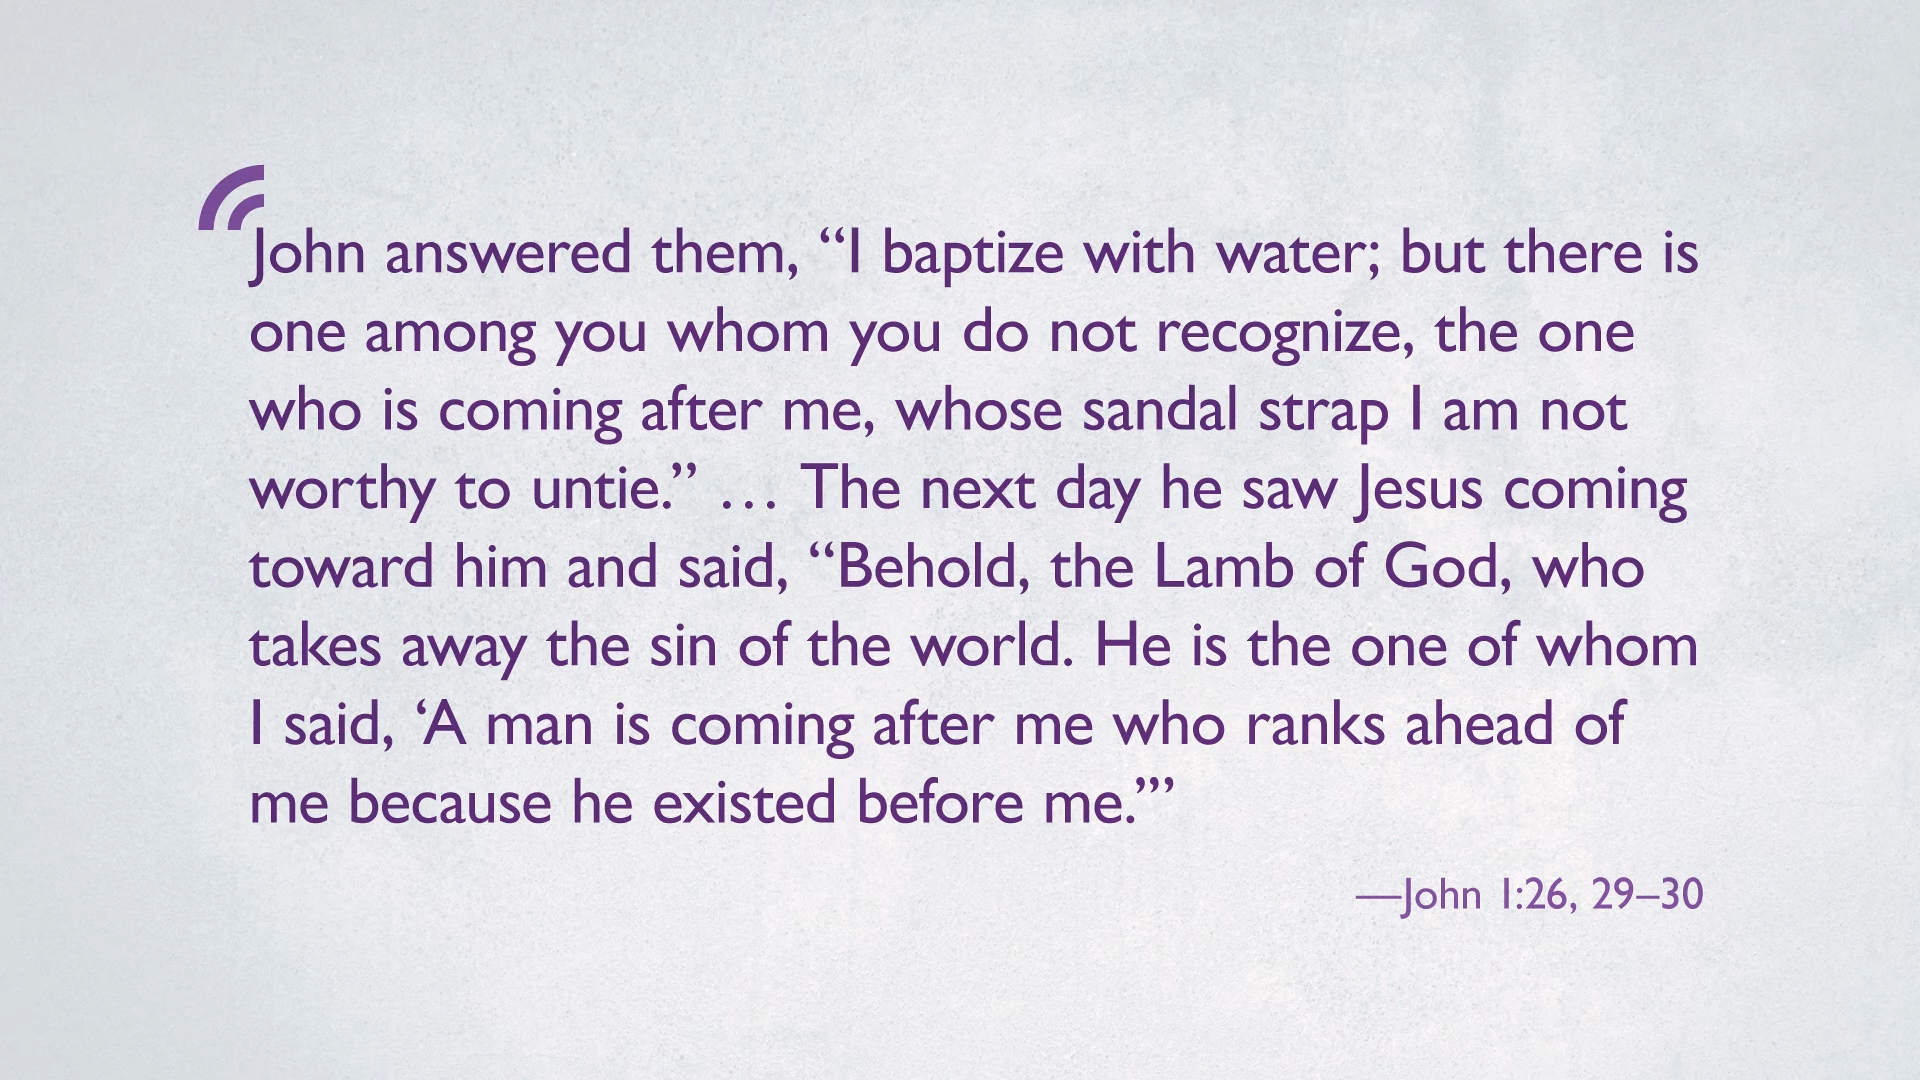 John answered them, “I baptize with water; but there is
one among you whom you do not recognize, the one
who is coming after me, whose sandal strap I am not
worthy to untie.” … The next day he saw Jesus coming
toward him and said, “Behold, the Lamb of God, who
takes away the sin of the world. He is the one of whom
I said, ‘A man is coming after me who ranks ahead of
me because he existed before me.’”
—John 1:26, 29–30